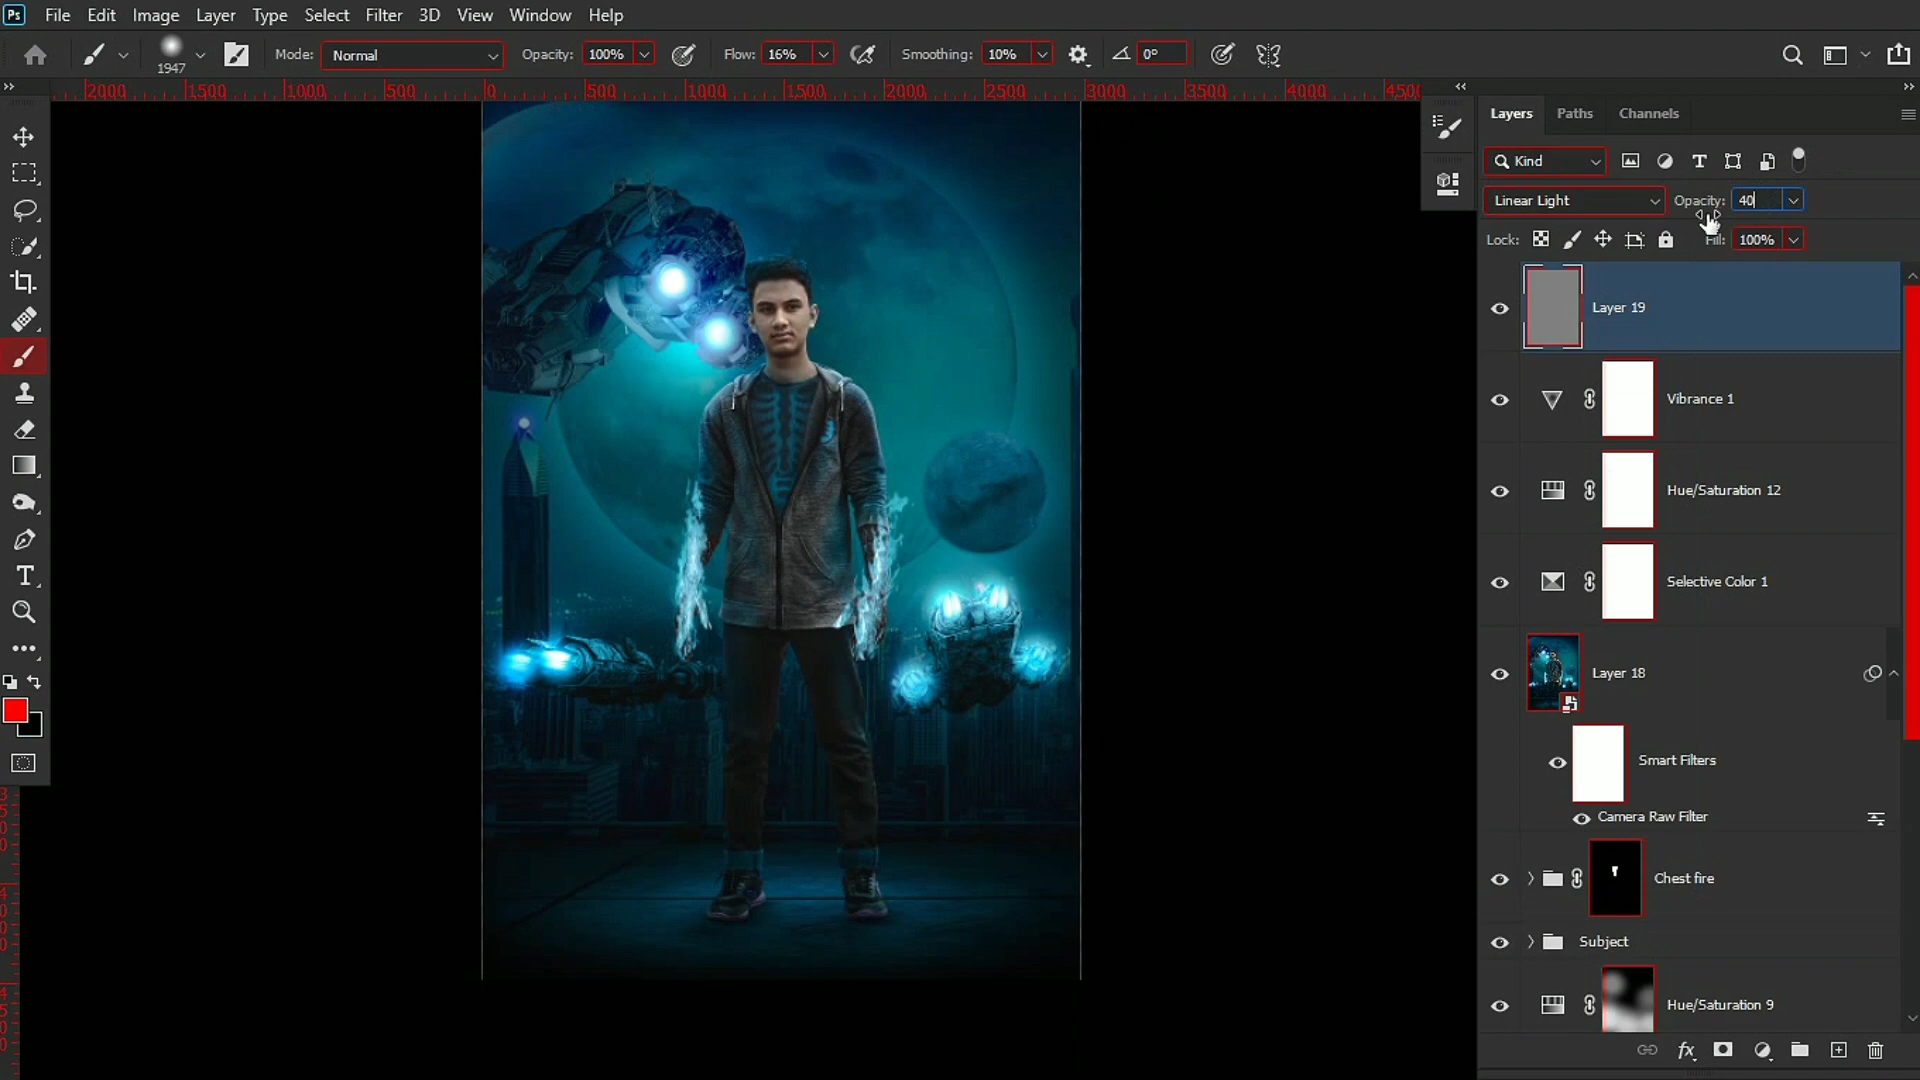 Ps File Edit Image Layer Type Select Filter 3D View Window Help
1947 Mode: Normal Opacity: 100% Flow: 16% Smoothing: 10% 0°
2000 1500 1000 500 0 500 1000 1500 2000 2500 3000 3500 4000 4500
Layers Paths Channels
Kind
Linear Light Opacity: 40
Lock: Fill: 100%
Layer 19
Vibrance 1
Hue/Saturation 12
Selective Color 1
Layer 18
Smart Filters
Camera Raw Filter
Chest fire
Subject
Hue/Saturation 9
fx